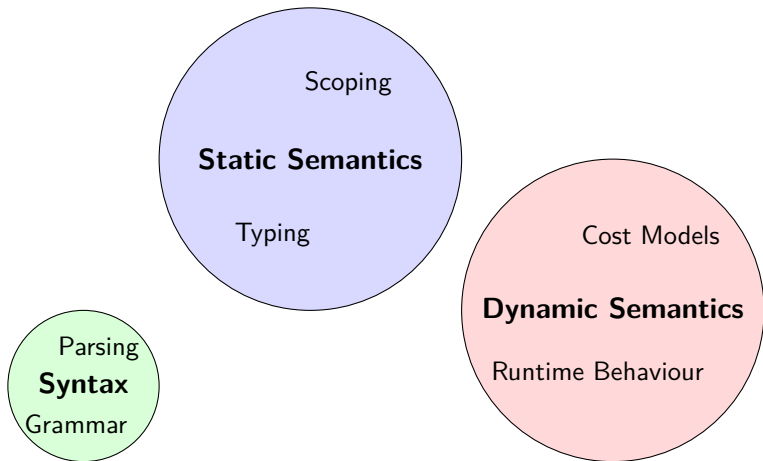 Scoping
Static Semantics
Typing
Cost Models
Dynamic Semantics
Runtime Behaviour
Parsing
Syntax
Grammar